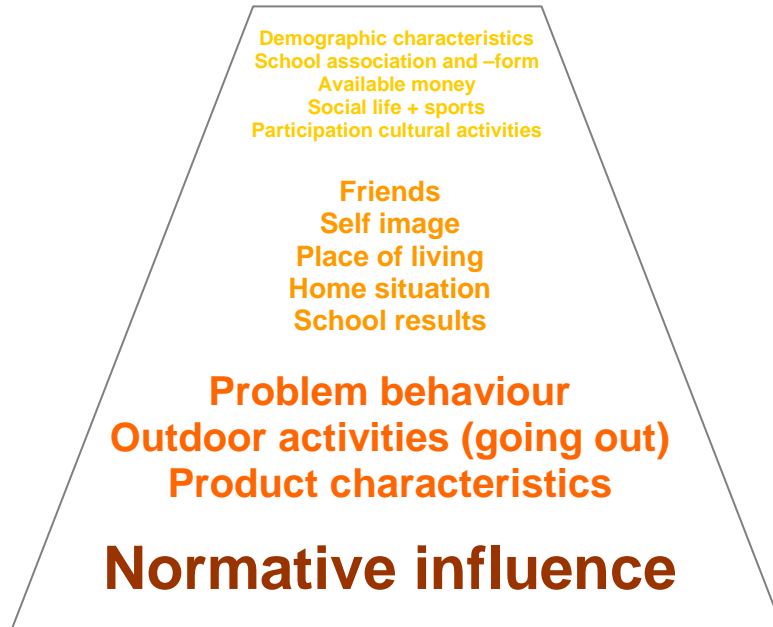 Demographic characteristics
School association and –form
Available money
Social life + sports
Participation cultural activities
Friends
Self image
Place of living
Home situation
School results
Problem behaviour
Outdoor activities (going out)
Product characteristics
Normative influence